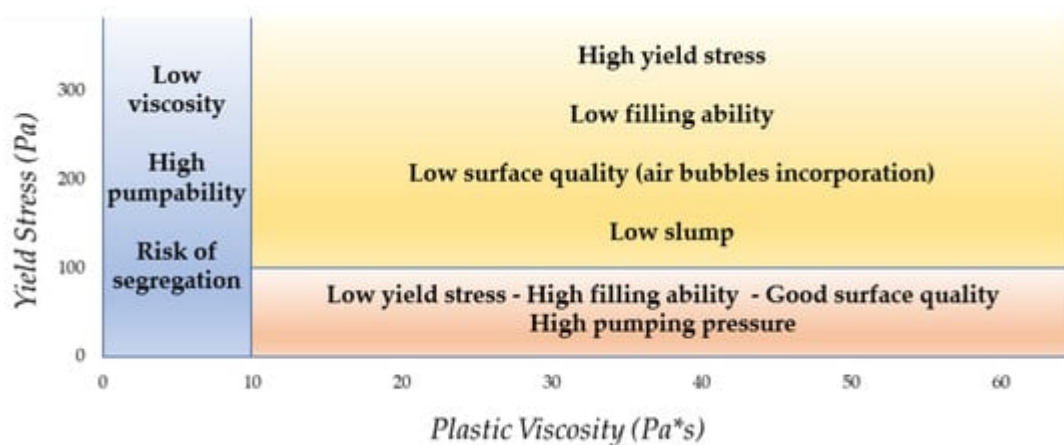 Yield Stress (Pa)
300
200
100
0
Low
viscosity
High
pumpability
Risk of
segregation
High yield stress
Low filling ability
Low surface quality (air bubbles incorporation)
Low slump
Low yield stress - High filling ability - Good surface quality
High pumping pressure
0 10 20 30 40 50 60
Plastic Viscosity (Pa*s)